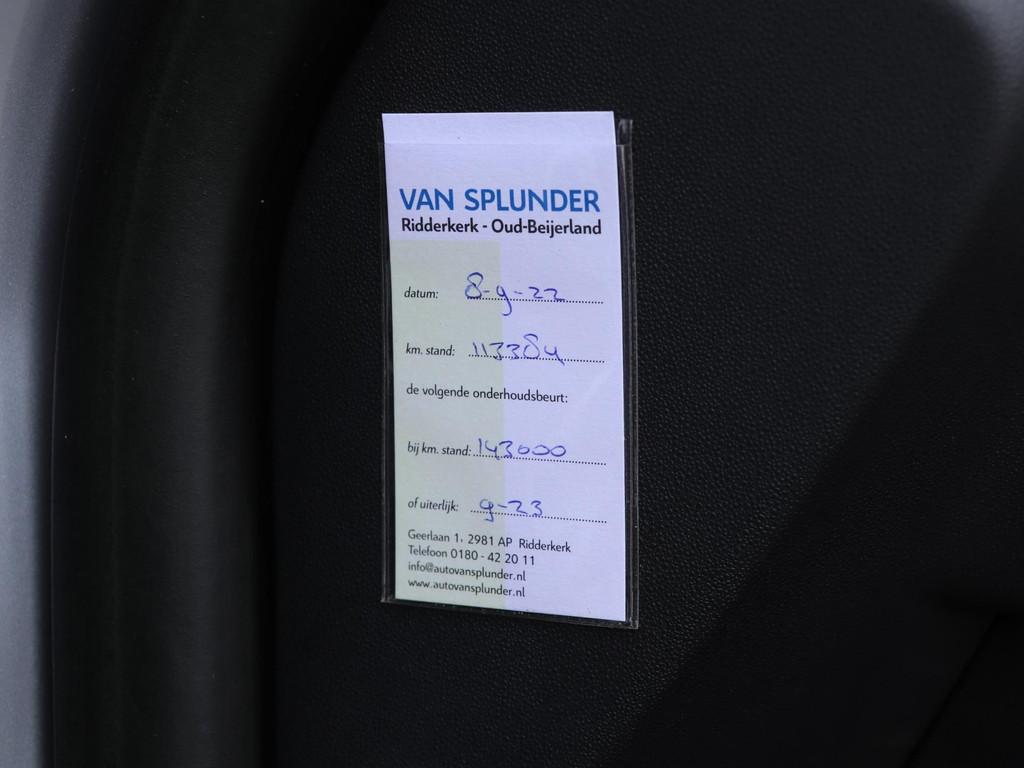 VAN SPLUNDER
Ridderkerk - Oud-Beijerland
datum: 8-9-22
km. stand: 113384
de volgende onderhoudsbeurt:
bij km. stand: 143000
of uiterlijk: 9-23
Geerlaan 1, 2981 AP Ridderkerk
Telefoon 0180 - 42 20 11
info@autovansplunder.nl
www.autovansplunder.nl